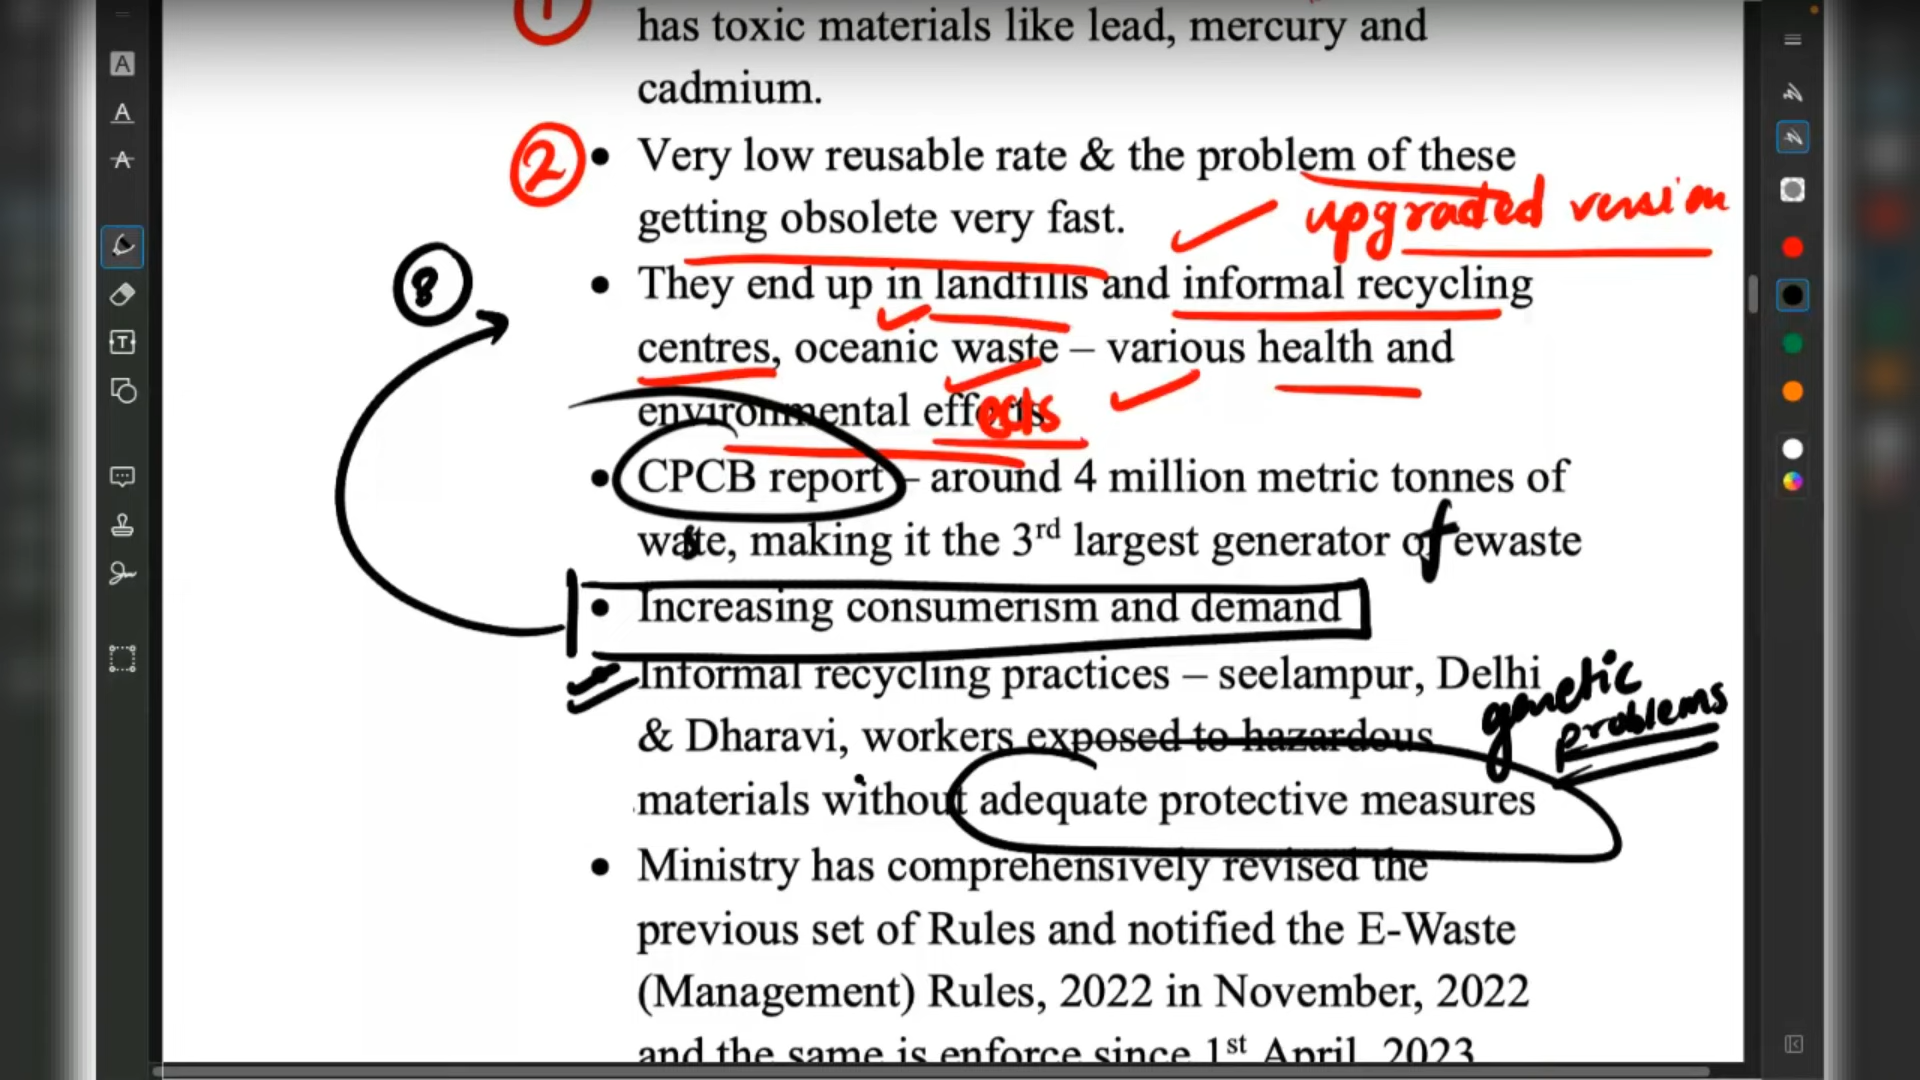 1
has toxic materials like lead, mercury and
cadmium.
2
• Very low reusable rate & the problem of these
getting obsolete very fast.
upgraded version
• They end up in landfills and informal recycling
centres, oceanic waste – various health and
environmental effects
8
• CPCB report – around 4 million metric tonnes of
waste, making it the 3rd largest generator of ewaste
• Increasing consumerism and demand
Informal recycling practices – seelampur, Delhi
genetic
problems
& Dharavi, workers exposed to hazardous
materials without adequate protective measures
• Ministry has comprehensively revised the
previous set of Rules and notified the E-Waste
(Management) Rules, 2022 in November, 2022
and the same is enforce since 1st April, 2023